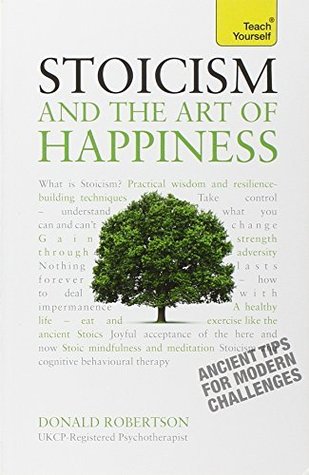 Teach
Yourself®
STOICISM
AND THE ART OF
HAPPINESS
What is Stoicism? Practical wisdom and resilience-
building techniques Take control
– understand what you
can and can't change
Gain strength
through adversity
Nothing lasts
forever – how
to deal with
impermanence A healthy
life – eat and exercise like the
ancient Stoics Joyful acceptance of the here and
now Stoic mindfulness and meditation Stoicism
cognitive behavioural therapy
ANCIENT TIPS
FOR MODERN
CHALLENGES
DONALD ROBERTSON
UKCP-Registered Psychotherapist